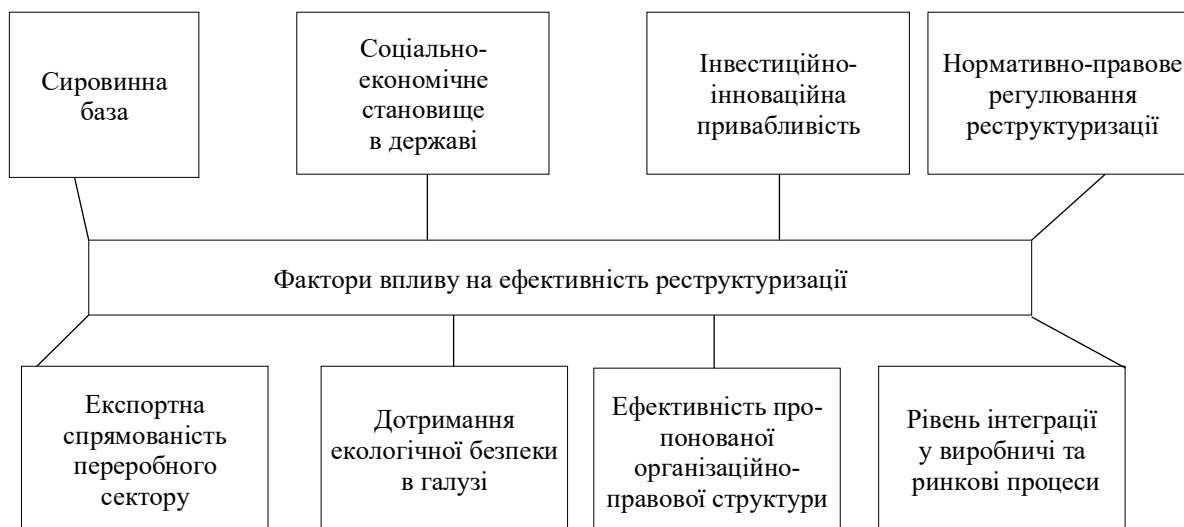 Сировинна
база
Соціально-
економічне
становище
в державі
Інвестиційно-
інноваційна
привабливість
Нормативно-правове
регулювання
реструктуризації
Фактори впливу на ефективність реструктуризації
Експортна
спрямованість
переробного
сектору
Дотримання
екологічної безпеки
в галузі
Ефективність про-
понованої
організаційно-
правової структури
Рівень інтеграції
у виробничі та
ринкові процеси